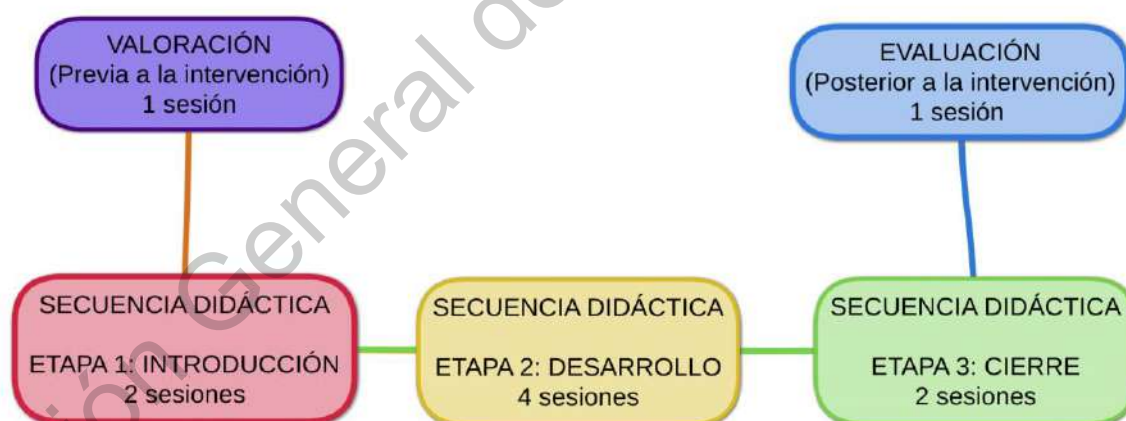 VALORACIÓN
(Previa a la intervención)
1 sesión
EVALUACIÓN
(Posterior a la intervención)
1 sesión
SECUENCIA DIDÁCTICA
ETAPA 1: INTRODUCCIÓN
2 sesiones
SECUENCIA DIDÁCTICA
ETAPA 2: DESARROLLO
4 sesiones
SECUENCIA DIDÁCTICA
ETAPA 3: CIERRE
2 sesiones
General